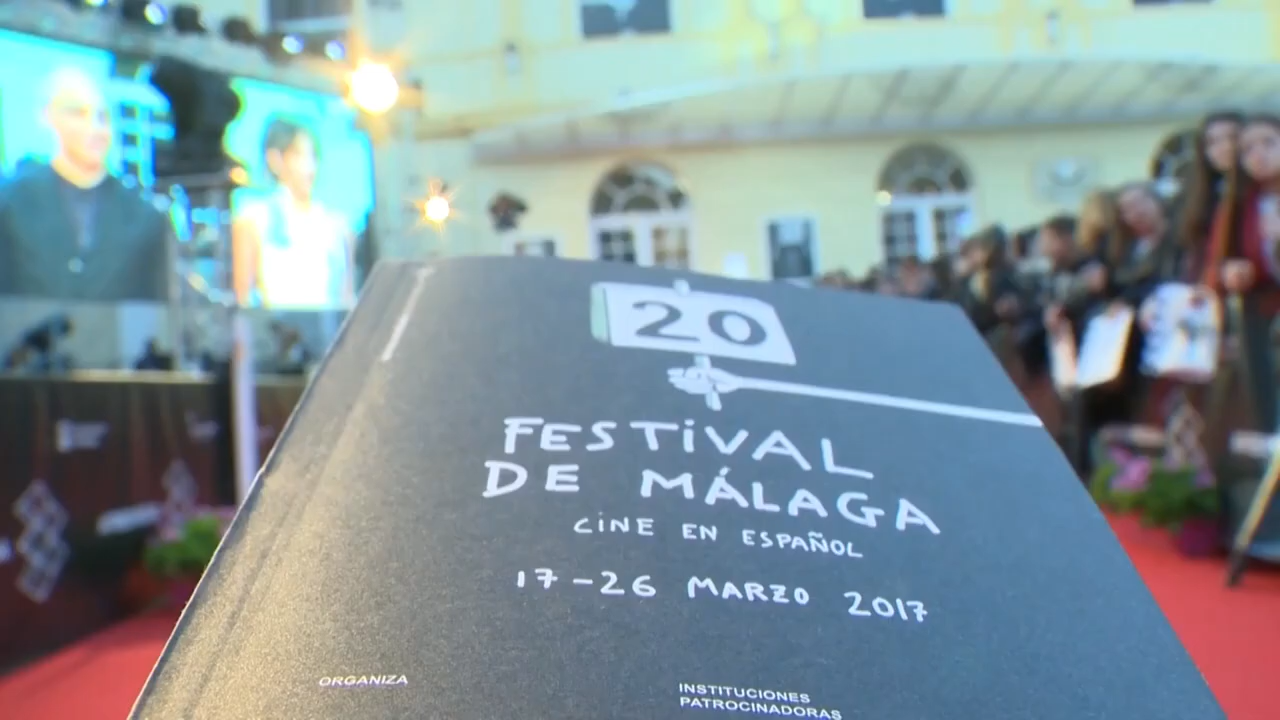 20
FESTiVAL
DE MÁLAGA
CiNE EN ESPAÑOL
17-26 MARZO 2017
ORGANIZA
INSTITUCIONES
PATROCINADORAS